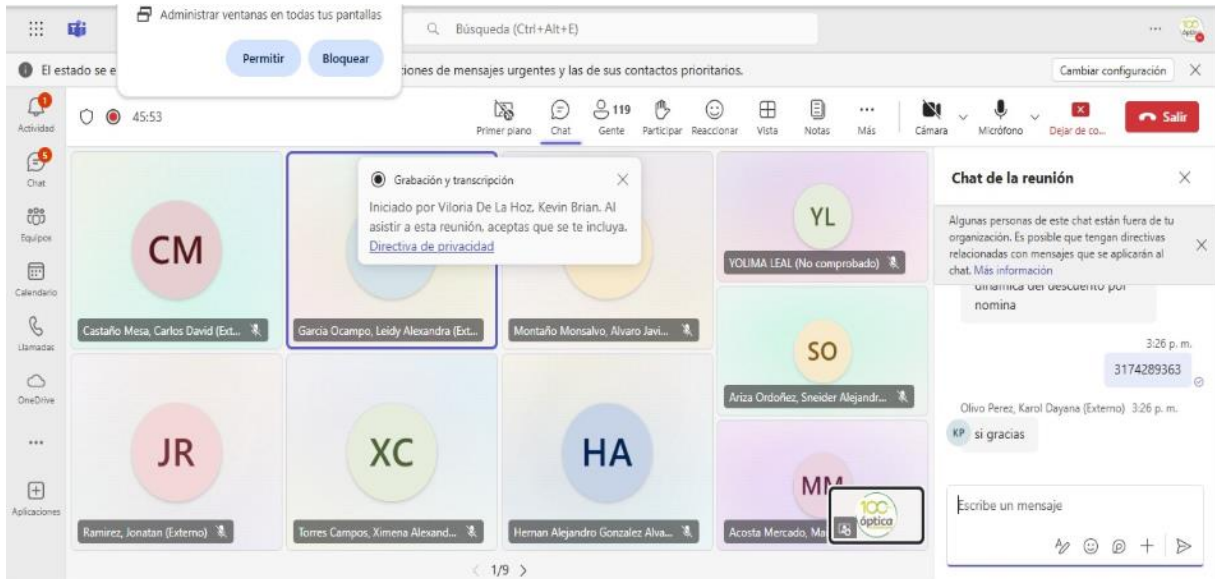 Administrar ventanas en todas tus pantallas
Permitir
Bloquear
Búsqueda (Ctrl+Alt+E)
El estado se e
iones de mensajes urgentes y las de sus contactos prioritarios.
Cambiar configuración
Actividad
1
Chat
5
Equipos
Calendario
Llamadas
OneDrive
Aplicaciones
45:53
Primer plano
Chat
119
Gente
Participar
Reaccionar
Vista
Notas
Más
Cámara
Micrófono
Dejar de co...
Salir
Grabación y transcripción
Iniciado por Viloria De La Hoz, Kevin Brian. Al
asistir a esta reunión, aceptas que se te incluya.
Directiva de privacidad
CM
Castaño Mesa, Carlos David (Ext...
Garcia Ocampo, Leidy Alexandra (Ext...
Montaño Monsalvo, Alvaro Javi...
YL
YOLIMA LEAL (No comprobado)
SO
Ariza Ordoñez, Sneider Alejandr...
JR
Ramirez, Jonatan (Externo)
XC
Torres Campos, Ximena Alexand...
HA
Hernan Alejandro Gonzalez Alva...
MM
Acosta Mercado, Ma
100
óptica
1/9
Chat de la reunión
Algunas personas de este chat están fuera de tu
organización. Es posible que tengan directivas
relacionadas con mensajes que se aplicarán al
chat. Más información
dinamica del descuento por
nomina
3:26 p. m.
3174289363
Olivo Perez, Karol Dayana (Externo) 3:26 p. m.
KP
si gracias
Escribe un mensaje